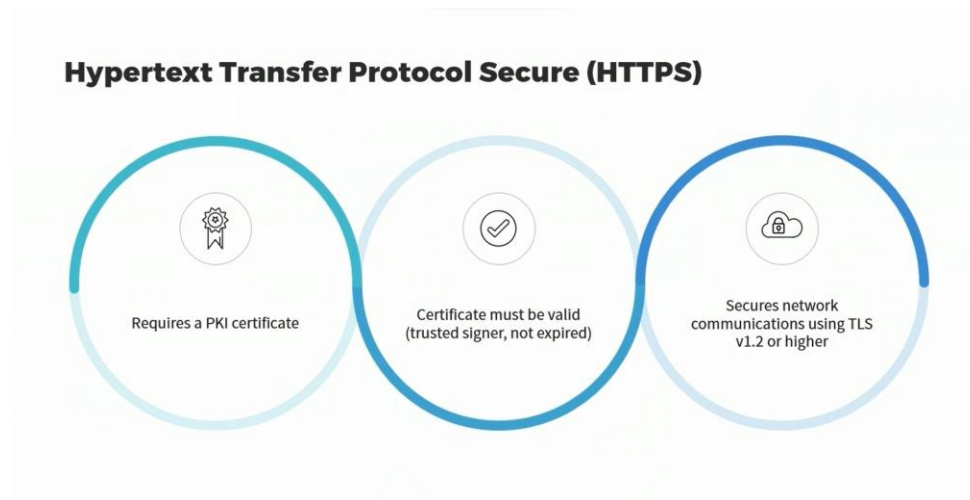 Hypertext Transfer Protocol Secure (HTTPS)
Requires a PKI certificate
Certificate must be valid
(trusted signer, not expired)
Secures network
communications using TLS
v1.2 or higher